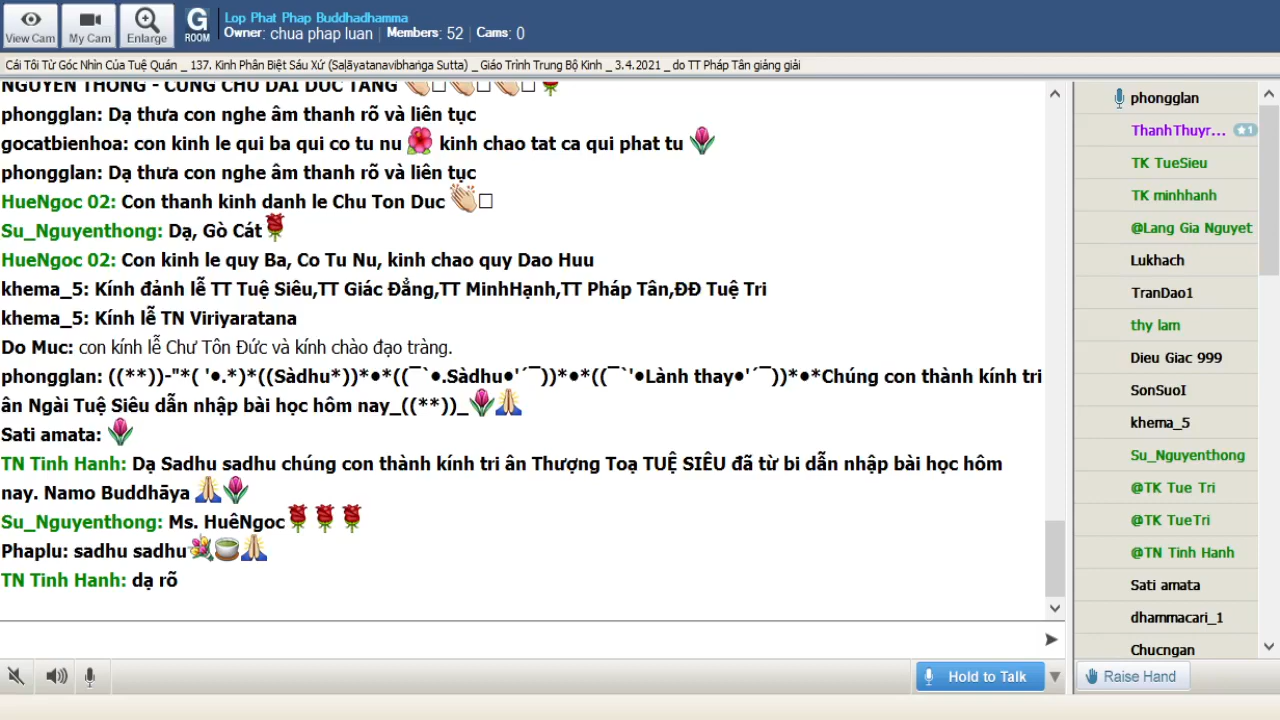 View Cam
My Cam
Enlarge
G
ROOM
Lop Phat Phap Buddhadhamma
Owner: chua phap luan | Members: 52 | Cams: 0
Cái Tôi Từ Góc Nhìn Của Tuệ Quán _ 137. Kinh Phân Biệt Sáu Xứ (Saḷāyatanavibhaṅga Sutta) _ Giáo Trình Trung Bộ Kinh _ 3.4.2021 _ do TT Pháp Tân giảng giải
NGUYEN THONG - CUNG CHU DAI DUC TANG 👏🏻👏🏻👏🏻🌹
phongglan: Dạ thưa con nghe âm thanh rõ và liên tục
gocatbienhoa: con kinh le qui ba qui co tu nu 🌺 kinh chao tat ca qui phat tu 🌷
phongglan: Dạ thưa con nghe âm thanh rõ và liên tục
HueNgoc 02: Con thanh kinh danh le Chu Ton Duc 👏🏻
Su_Nguyenthong: Dạ, Gò Cát🌹
HueNgoc 02: Con kinh le quy Ba, Co Tu Nu, kinh chao quy Dao Huu
khema_5: Kính đảnh lễ TT Tuệ Siêu,TT Giác Đẳng,TT MinhHạnh,TT Pháp Tân,ĐĐ Tuệ Tri
khema_5: Kính lễ TN Viriyaratana
Do Muc: con kính lễ Chư Tôn Đức và kính chào đạo tràng.
phongglan: ((**))-"*( '•.*)*((Sàdhu*))*•*((¯`•.Sàdhu•'´¯))*•*((¯`'•Lành thay•'´¯))*•*Chúng con thành kính tri
ân Ngài Tuệ Siêu dẫn nhập bài học hôm nay_((**))_🌷🙏
Sati amata: 🌷
TN Tinh Hanh: Dạ Sadhu sadhu chúng con thành kính tri ân Thượng Toạ TUỆ SIÊU đã từ bi dẫn nhập bài học hôm
nay. Namo Buddhāya 🙏🌷
Su_Nguyenthong: Ms. HuêNgọc🌹🌹🌹
Phaplu: sadhu sadhu💐🍵🙏
TN Tinh Hanh: dạ rõ
Hold to Talk
phongglan
ThanhThuyr... ★1
TK TueSieu
TK minhhanh
@Lang Gia Nguyet
Lukhach
TranDao1
thy lam
Dieu Giac 999
SonSuoI
khema_5
Su_Nguyenthong
@TK Tue Tri
@TK TueTri
@TN Tinh Hanh
Sati amata
dhammacari_1
Chucngan
Raise Hand